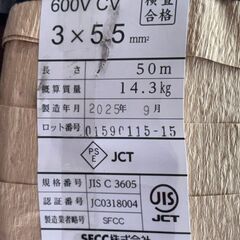 600V CV
検査
合格
3×5.5mm²
長さ 50m
概算質量 14.3kg
製造年月 2025年 9月
ロット番号 01590115-15
PS
E JCT
規格番号 JIS C 3605
認証番号 JC0318004
製造業者略号 SFCC
JIS
JCT
SFCC株式会社